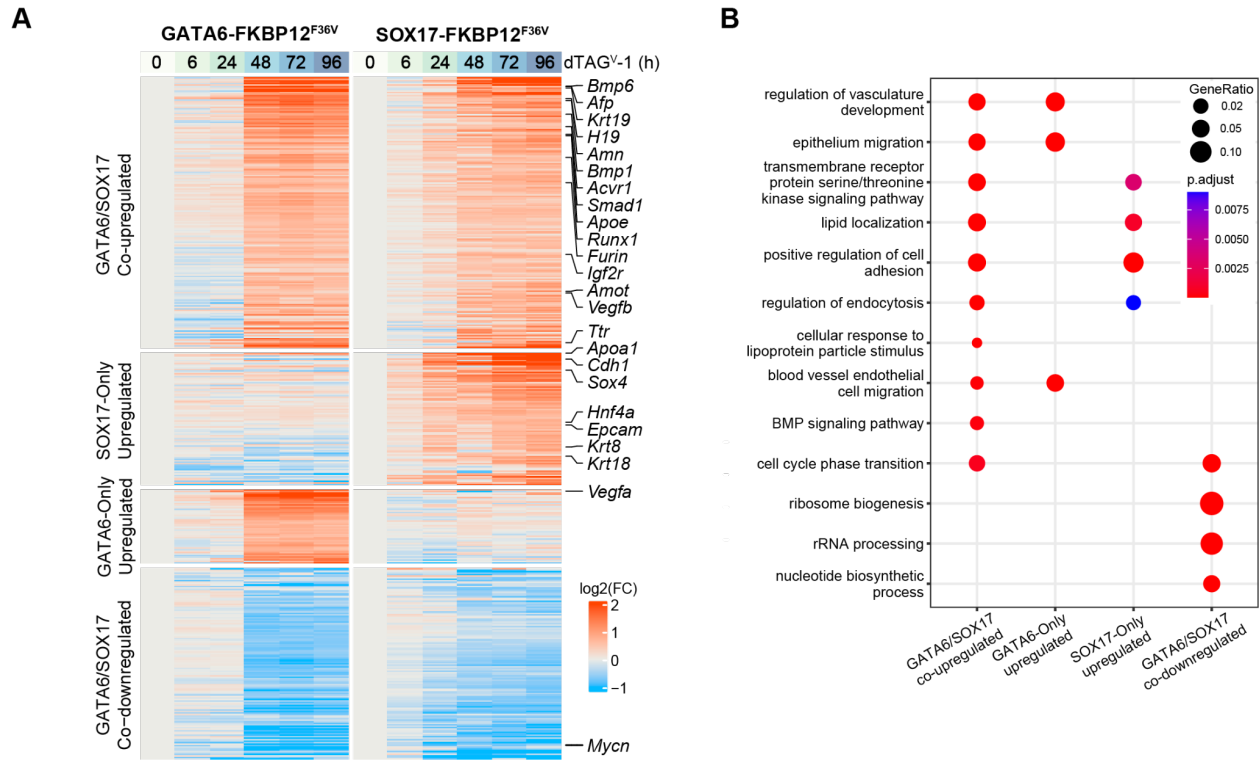 A
GATA6-FKBP12F36V
SOX17-FKBP12F36V
0 6 24 48 72 96
0 6 24 48 72 96
dTAGV-1 (h)
GATA6/SOX17
Co-upregulated
SOX17-Only
Upregulated
GATA6-Only
Upregulated
GATA6/SOX17
Co-downregulated
Bmp6
Afp
Krt19
H19
Amn
Bmp1
Acvr1
Smad1
Apoe
Runx1
Furin
Igf2r
Amot
Vegfb
Ttr
Apoa1
Cdh1
Sox4
Hnf4a
Epcam
Krt8
Krt18
Vegfa
Mycn
log2(FC)
2
1
0
−1
B
regulation of vasculature
development
epithelium migration
transmembrane receptor
protein serine/threonine
kinase signaling pathway
lipid localization
positive regulation of cell
adhesion
regulation of endocytosis
cellular response to
lipoprotein particle stimulus
blood vessel endothelial
cell migration
BMP signaling pathway
cell cycle phase transition
ribosome biogenesis
rRNA processing
nucleotide biosynthetic
process
GATA6/SOX17
co-upregulated
GATA6-Only
upregulated
SOX17-Only
upregulated
GATA6/SOX17
co-downregulated
GeneRatio
0.02
0.05
0.10
p.adjust
0.0075
0.0050
0.0025